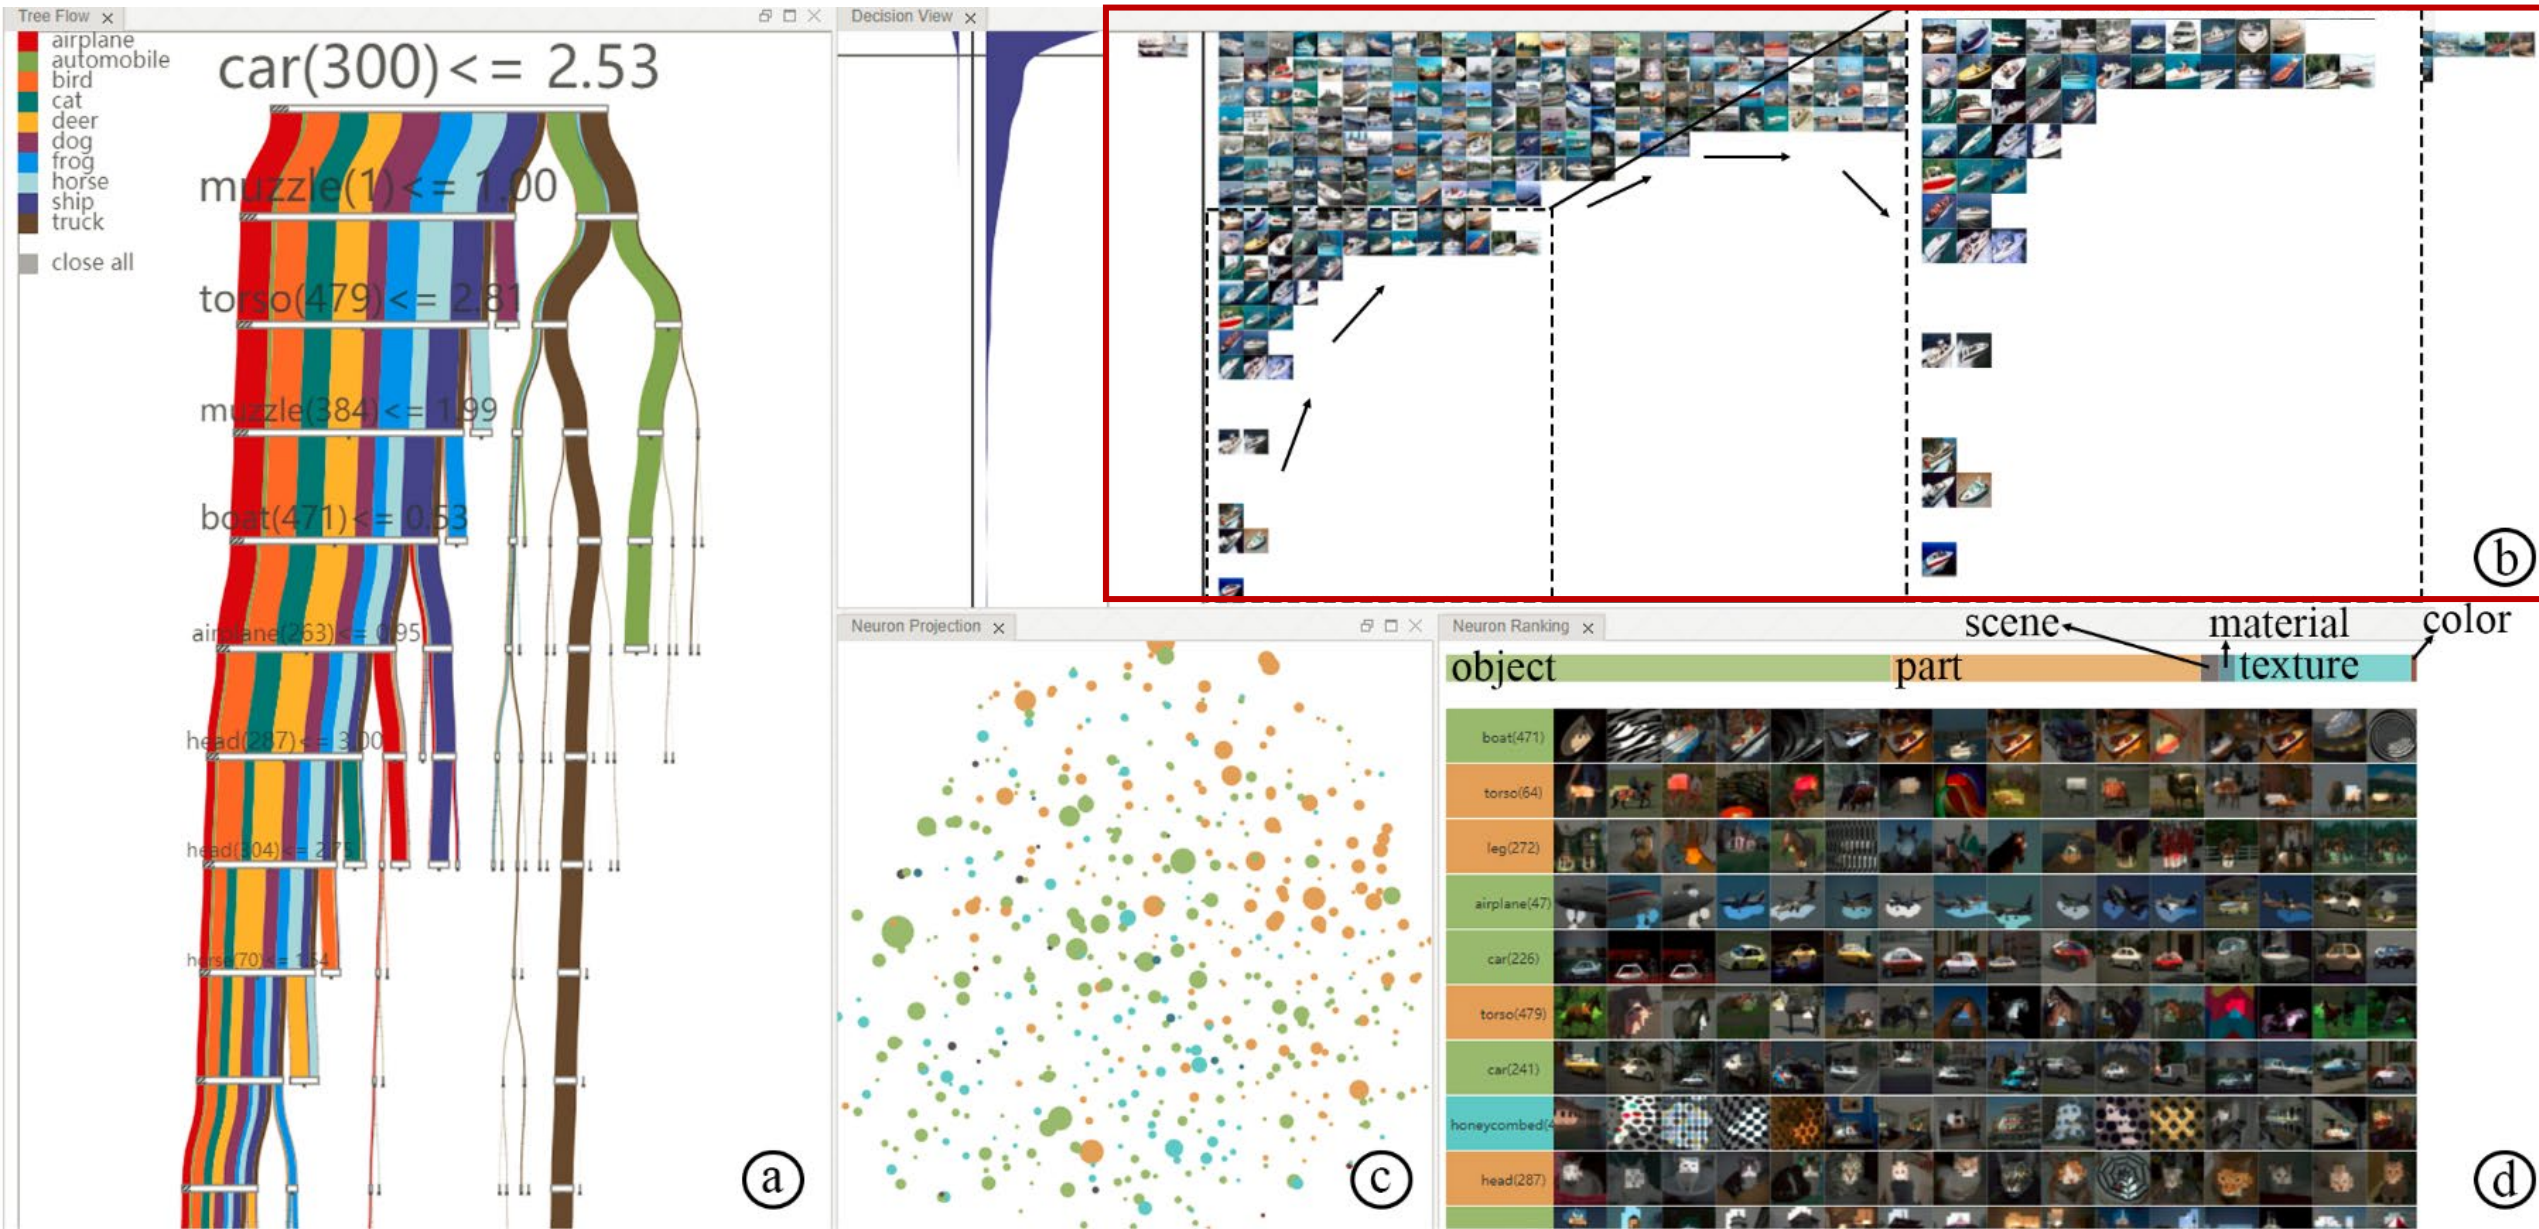 Tree Flow
airplane
automobile
bird
cat
deer
dog
frog
horse
ship
truck
close all
car(300)<= 2.53
muzzle(1)<= 1.00
torso(479)<= 2.81
muzzle(384)<= 1.99
boat(471)<= 0.53
airplane(263)<= 0.95
head(287)<= 3.00
head(304)<= 2.75
horse(70)<= 1.54
a
Decision View
b
Neuron Projection
c
Neuron Ranking
scene
material
color
object
part
texture
boat(471)
torso(64)
leg(272)
airplane(47)
car(226)
torso(479)
car(241)
honeycombed(4
head(287)
d